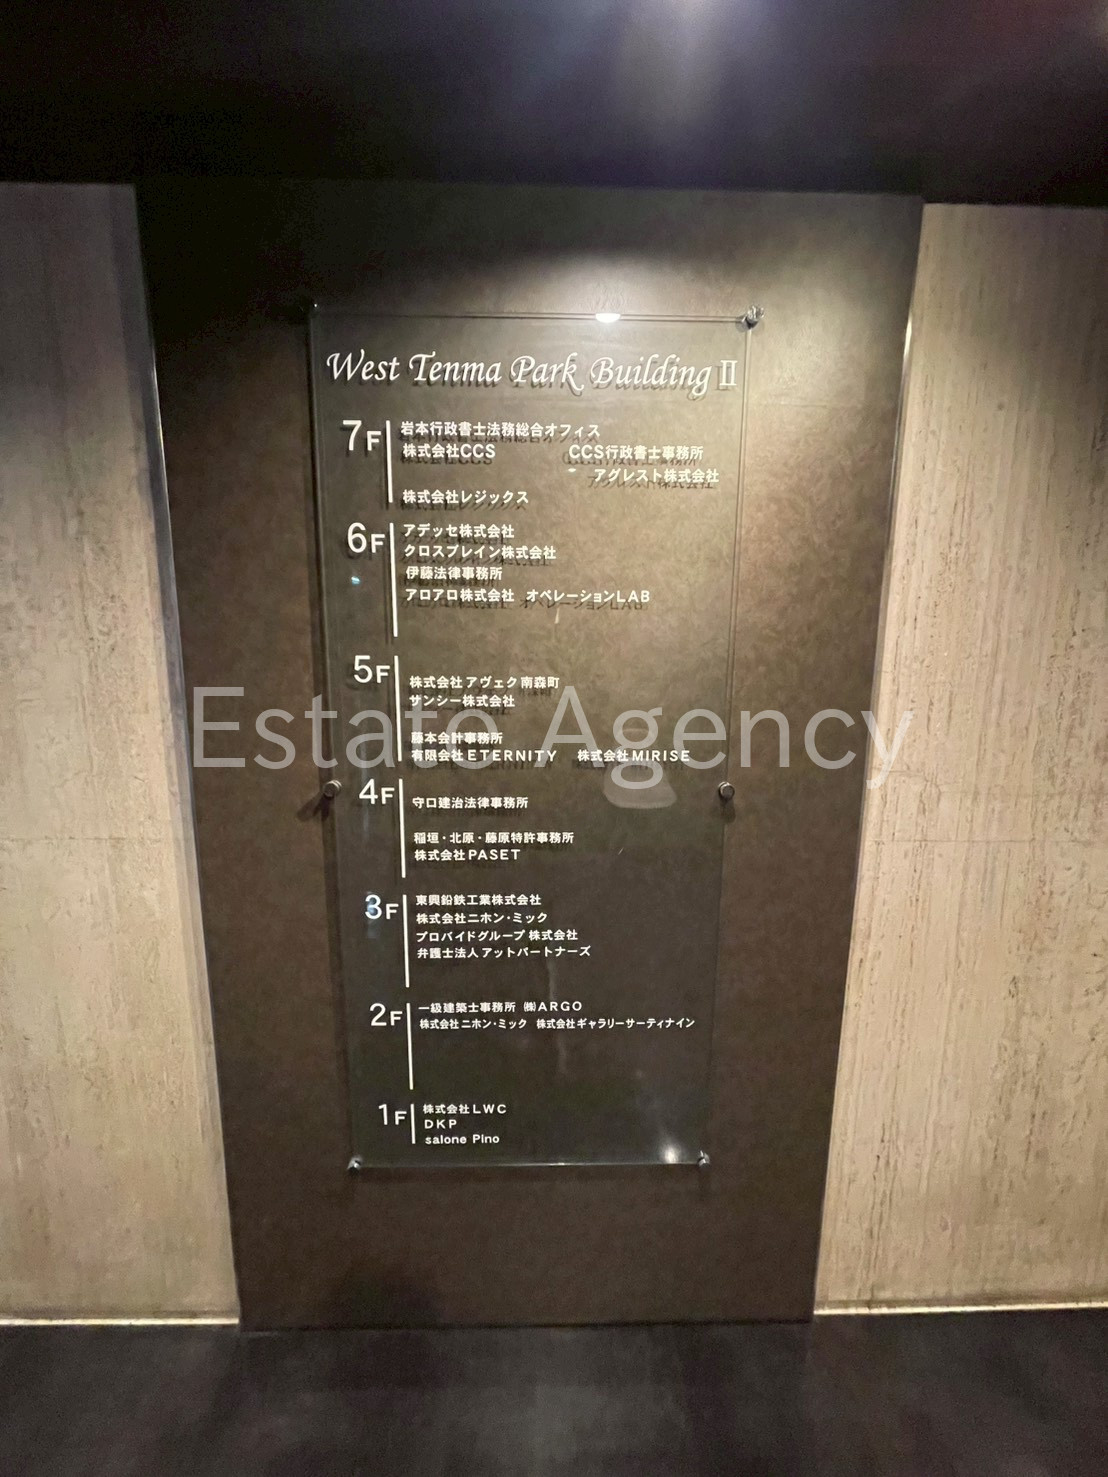 West Tenma Park Building Ⅱ
7F
岩本行政書士法務総合オフィス
株式会社CCS CCS行政書士事務所
アグレスト株式会社
株式会社レジックス
6F
アデッセ株式会社
クロスブレイン株式会社
伊藤法律事務所
アロアロ株式会社 オペレーションLAB
5F
株式会社アヴェク南森町
サンシー株式会社
藤本会計事務所
有限会社ETERNITY 株式会社MIRISE
4F
守口建治法律事務所
稲垣・北原・藤原特許事務所
株式会社PASET
3F
東興鉛鉄工業株式会社
株式会社ニホン・ミック
プロバイドグループ株式会社
弁護士法人アットパートナーズ
2F
一級建築士事務所 ㈱ARGO
株式会社ニホン・ミック 株式会社ギャラリーサーティナイン
1F
株式会社LWC
DKP
salone Pino
Estate Agency